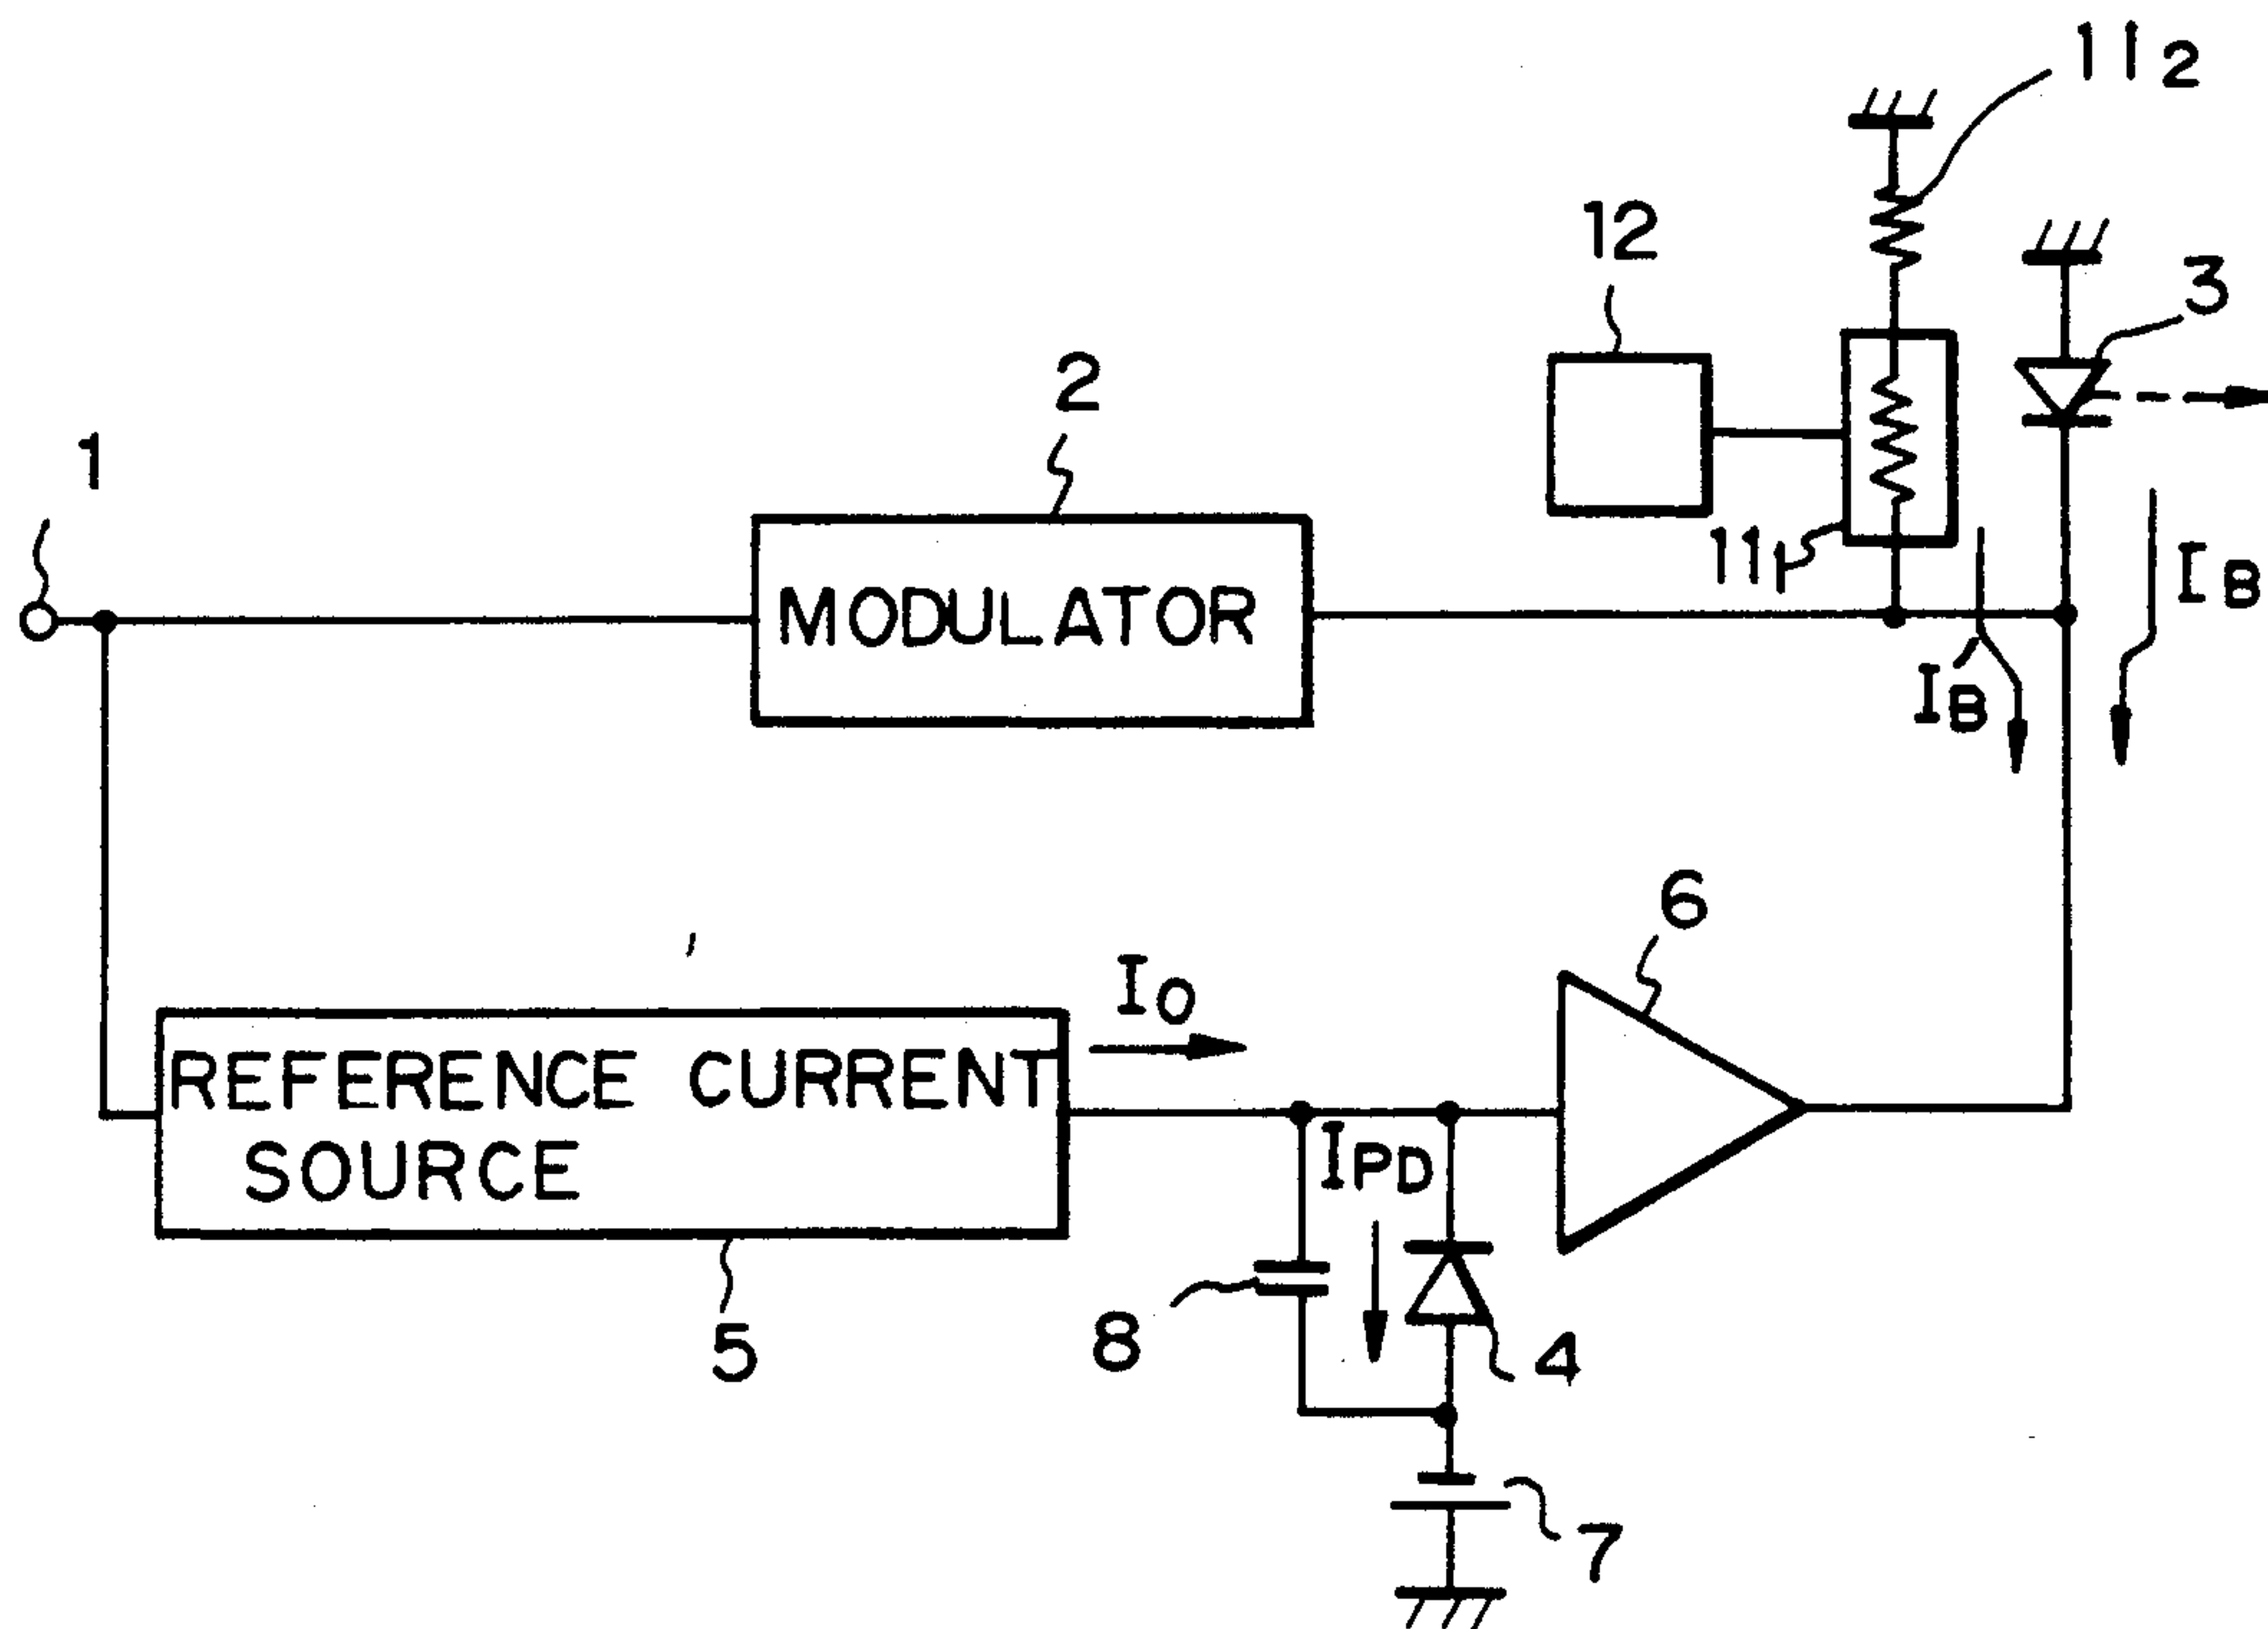 11₂
12
3
2
1
11₁
MODULATOR
I_B
I_B'
6
I_O
REFERENCE CURRENT
SOURCE
I_PD
8
5
4
7